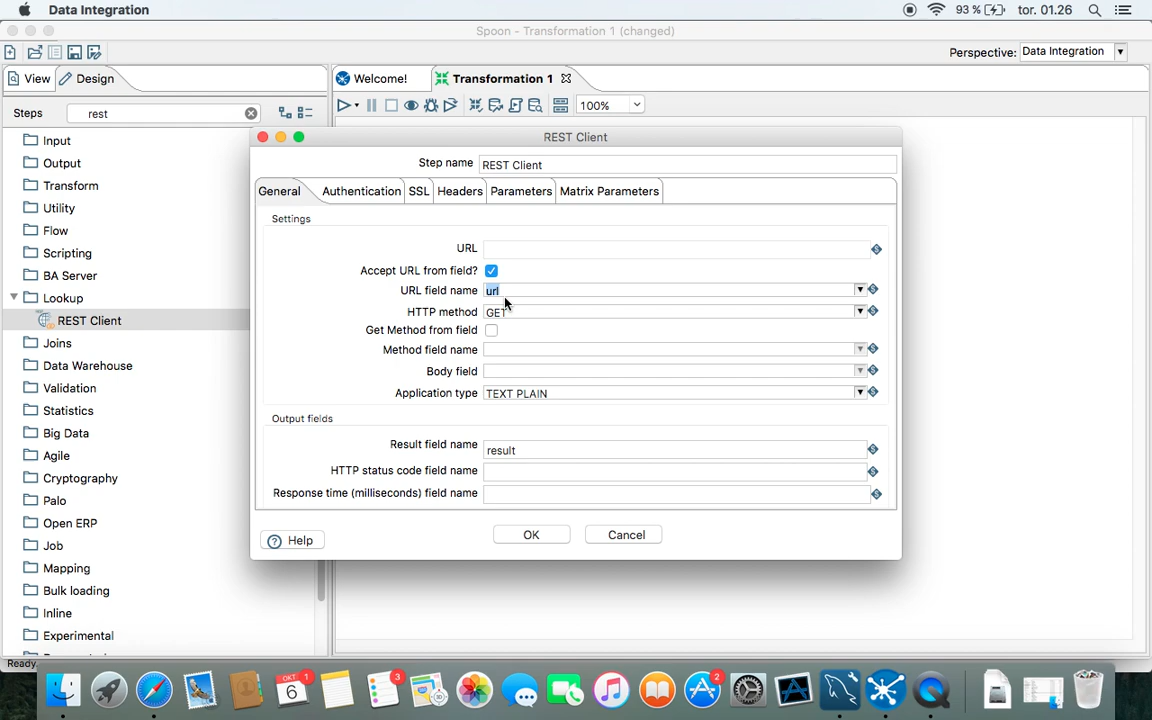 Data Integration
93 %
tor. 01.26
Spoon - Transformation 1 (changed)
Perspective: Data Integration
View
Design
Welcome!
Transformation 1
Steps
rest
100%
Input
Output
Transform
Utility
Flow
Scripting
BA Server
Lookup
REST Client
Joins
Data Warehouse
Validation
Statistics
Big Data
Agile
Cryptography
Palo
Open ERP
Job
Mapping
Bulk loading
Inline
Experimental
Ready
REST Client
Step name REST Client
General Authentication SSL Headers Parameters Matrix Parameters
Settings
URL
Accept URL from field?
URL field name url
HTTP method GET
Get Method from field
Method field name
Body field
Application type TEXT PLAIN
Output fields
Result field name result
HTTP status code field name
Response time (milliseconds) field name
Help
OK
Cancel
OKT
6
1
3
2